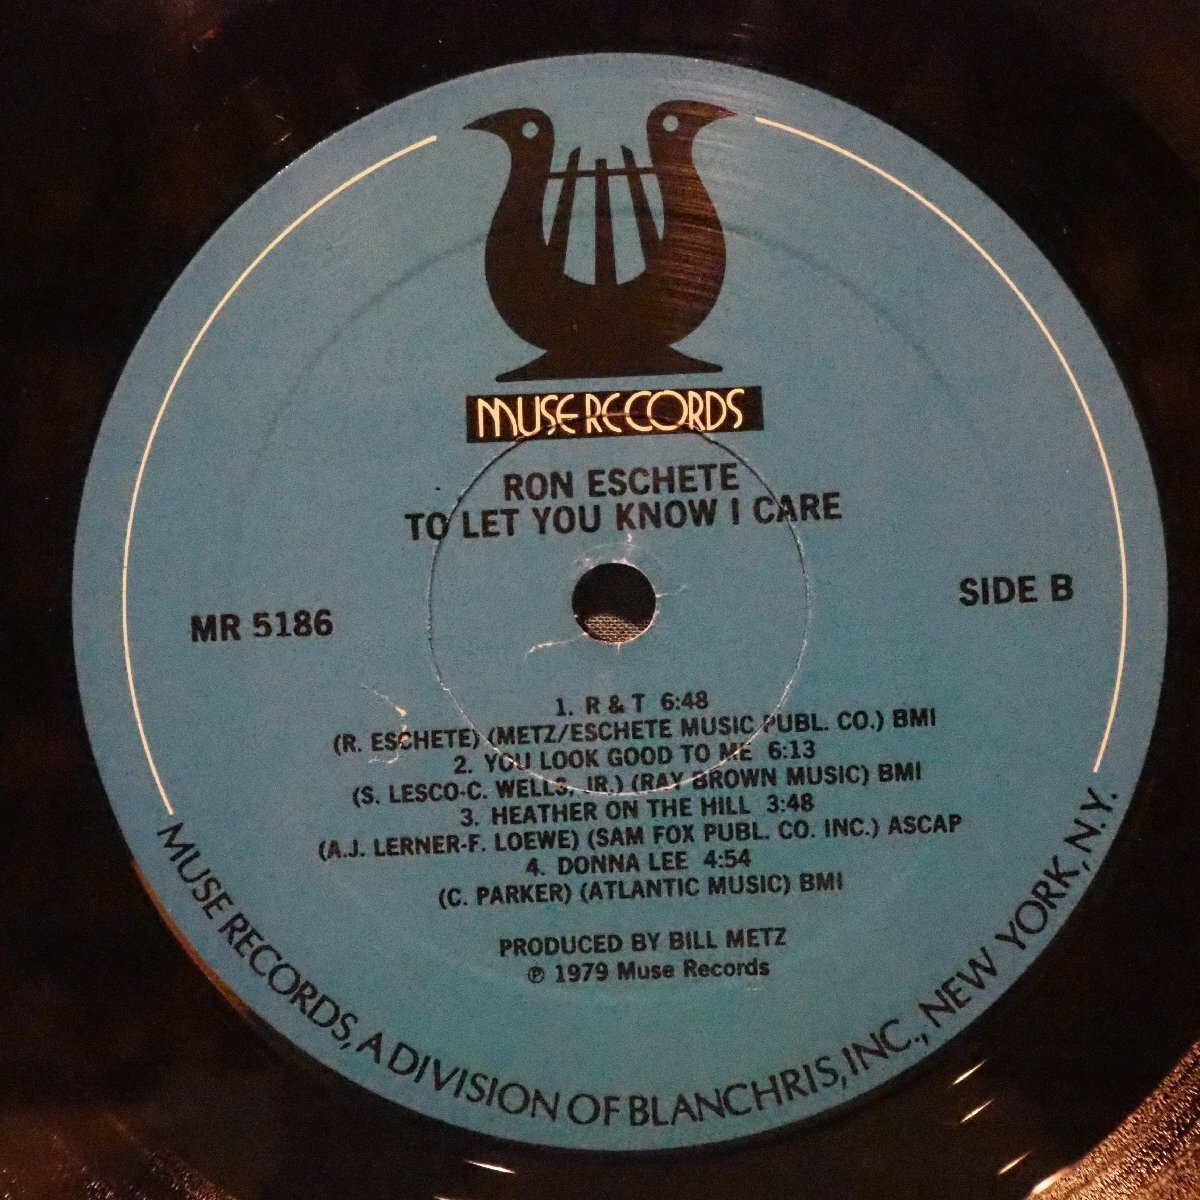 MUSE RECORDS
RON ESCHETE
TO LET YOU KNOW I CARE
MR 5186
SIDE B
1. R & T 6:48
(R. ESCHETE) (METZ/ESCHETE MUSIC PUBL. CO.) BMI
2. YOU LOOK GOOD TO ME 6:13
(S. LESCO-C. WELLS, JR.) (RAY BROWN MUSIC) BMI
3. HEATHER ON THE HILL 3:48
(A.J. LERNER-F. LOEWE) (SAM FOX PUBL. CO. INC.) ASCAP
4. DONNA LEE 4:54
(C. PARKER) (ATLANTIC MUSIC) BMI
PRODUCED BY BILL METZ
℗ 1979 Muse Records
MUSE RECORDS, A DIVISION OF BLANCHRIS, INC., NEW YORK, N.Y.